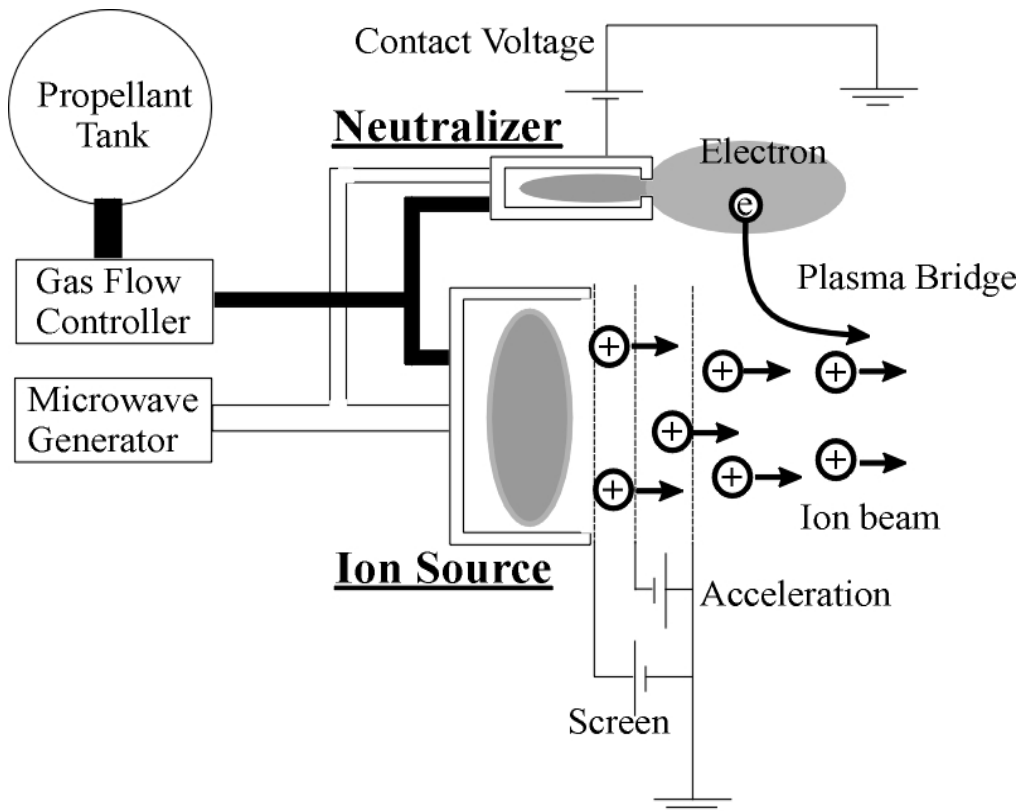 Contact Voltage
Propellant
Tank
Neutralizer
Electron
e
Gas Flow
Controller
Plasma Bridge
+
+
+
Microwave
Generator
+
+
+
+
Ion beam
Ion Source
Acceleration
Screen